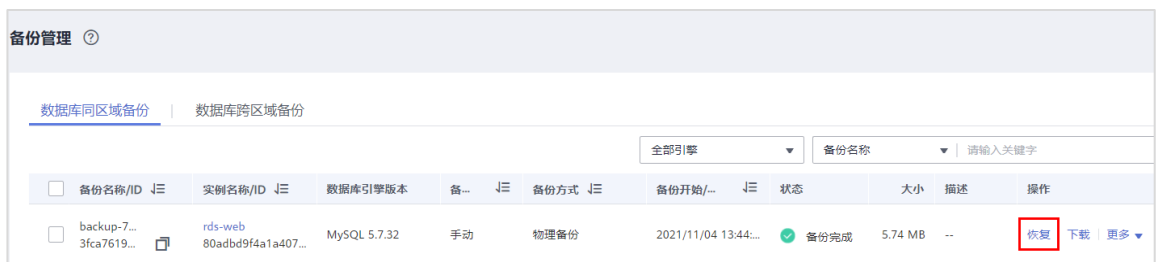 备份管理
数据库同区域备份 数据库跨区域备份
全部引擎 备份名称 请输入关键字
备份名称/ID 实例名称/ID 数据库引擎版本 备... 备份方式 备份开始/... 状态 大小 描述 操作
backup-7... rds-web
3fca7619... 80adbd9f4a1a407... MySQL 5.7.32 手动 物理备份 2021/11/04 13:44:... 备份完成 5.74 MB -- 恢复 下载 更多